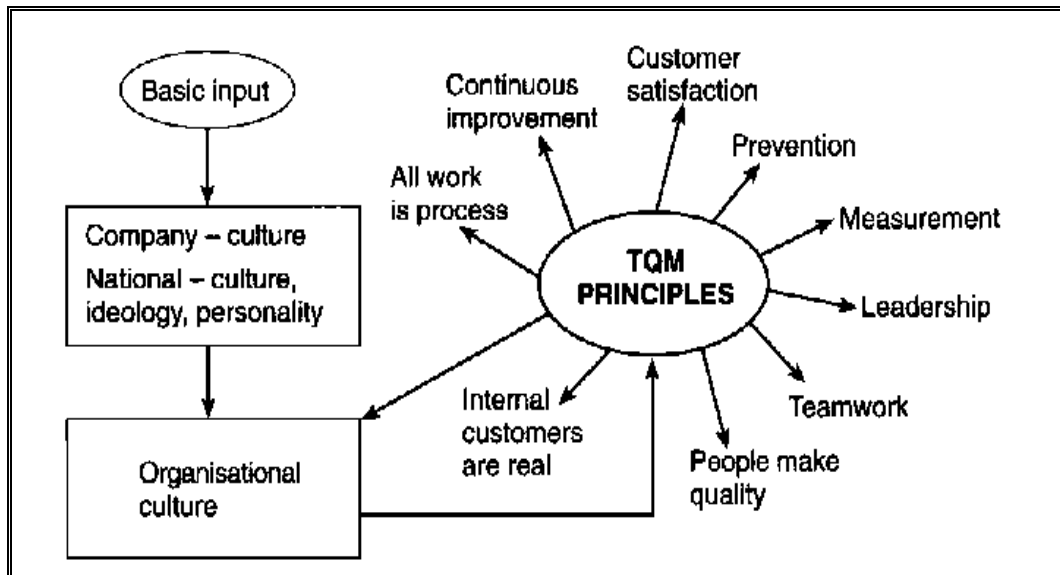 Basic input
Company – culture
National – culture,
ideology, personality
Organisational
culture
All work
is process
Continuous
improvement
Customer
satisfaction
Prevention
Measurement
Leadership
Teamwork
People make
quality
Internal
customers
are real
TQM
PRINCIPLES